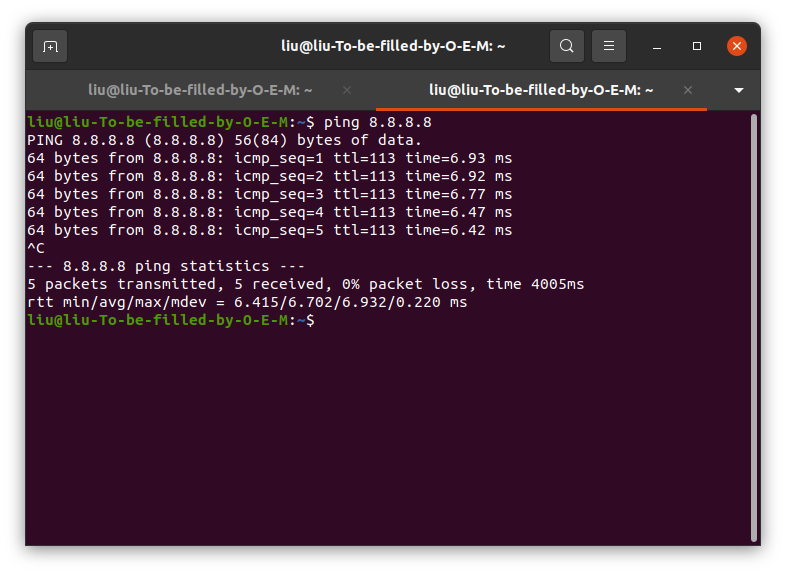 liu@liu-To-be-filled-by-O-E-M: ~
liu@liu-To-be-filled-by-O-E-M: ~
liu@liu-To-be-filled-by-O-E-M: ~
liu@liu-To-be-filled-by-O-E-M:~$ ping 8.8.8.8
PING 8.8.8.8 (8.8.8.8) 56(84) bytes of data.
64 bytes from 8.8.8.8: icmp_seq=1 ttl=113 time=6.93 ms
64 bytes from 8.8.8.8: icmp_seq=2 ttl=113 time=6.92 ms
64 bytes from 8.8.8.8: icmp_seq=3 ttl=113 time=6.77 ms
64 bytes from 8.8.8.8: icmp_seq=4 ttl=113 time=6.47 ms
64 bytes from 8.8.8.8: icmp_seq=5 ttl=113 time=6.42 ms
^C
--- 8.8.8.8 ping statistics ---
5 packets transmitted, 5 received, 0% packet loss, time 4005ms
rtt min/avg/max/mdev = 6.415/6.702/6.932/0.220 ms
liu@liu-To-be-filled-by-O-E-M:~$